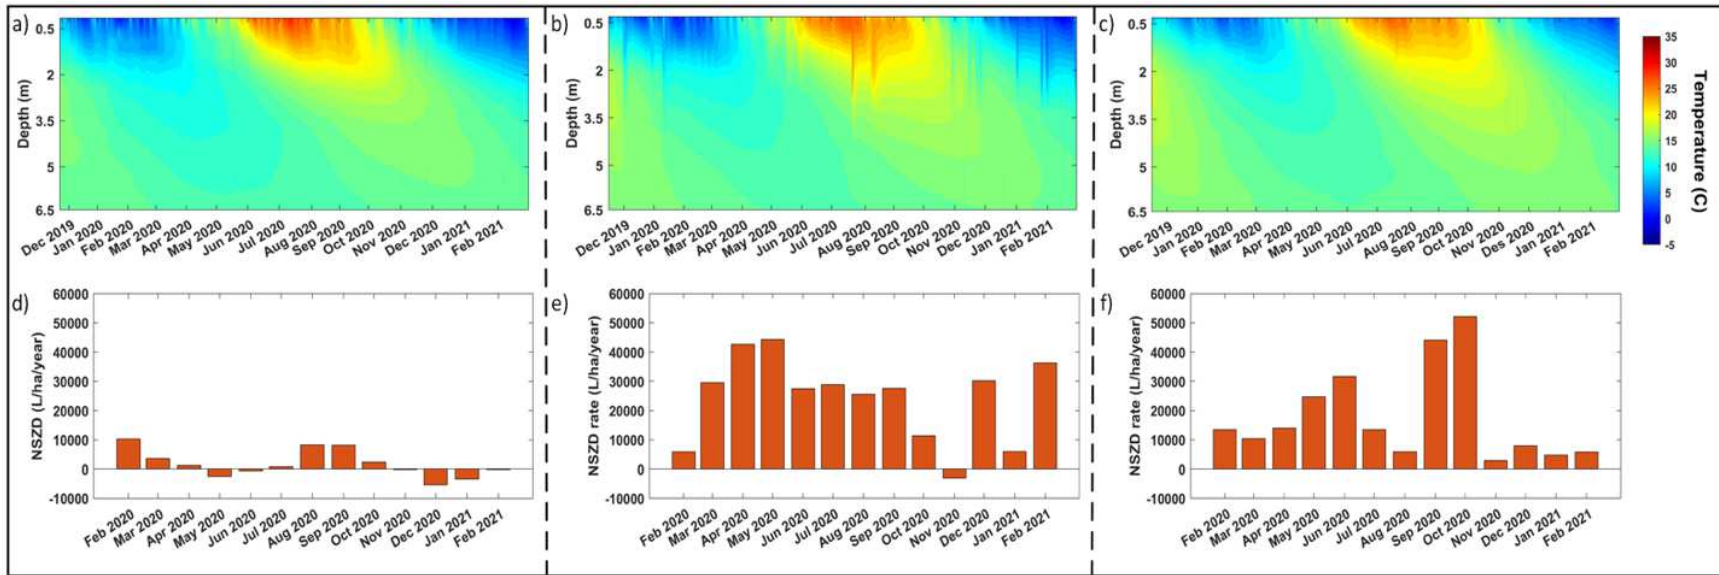 a)
0.5
2
3.5
5
6.5
Depth (m)
Dec 2019
Jan 2020
Feb 2020
Mar 2020
Apr 2020
May 2020
Jun 2020
Jul 2020
Aug 2020
Sep 2020
Oct 2020
Nov 2020
Dec 2020
Jan 2021
Feb 2021
b)
0.5
2
3.5
5
6.5
Depth (m)
Dec 2019
Jan 2020
Feb 2020
Mar 2020
Apr 2020
May 2020
Jun 2020
Jul 2020
Aug 2020
Sep 2020
Oct 2020
Nov 2020
Dec 2020
Jan 2021
Feb 2021
c)
0.5
2
3.5
5
6.5
Depth (m)
Dec 2019
Jan 2020
Feb 2020
Mar 2020
Apr 2020
May 2020
Jun 2020
Jul 2020
Aug 2020
Sep 2020
Oct 2020
Nov 2020
Des 2020
Jan 2021
Feb 2021
35
30
25
20
15
10
5
0
-5
Temperature (C)
d)
60000
50000
40000
30000
20000
10000
0
-10000
NSZD (L/ha/year)
Feb 2020
Mar 2020
Apr 2020
May 2020
Jun 2020
Jul 2020
Aug 2020
Sep 2020
Oct 2020
Nov 2020
Dec 2020
Jan 2021
Feb 2021
e)
60000
50000
40000
30000
20000
10000
0
-10000
NSZD rate (L/ha/year)
Feb 2020
Mar 2020
Apr 2020
May 2020
Jun 2020
Jul 2020
Aug 2020
Sep 2020
Oct 2020
Nov 2020
Dec 2020
Jan 2021
Feb 2021
f)
60000
50000
40000
30000
20000
10000
0
-10000
NSZD rate (L/ha/year)
Feb 2020
Mar 2020
Apr 2020
May 2020
Jun 2020
Jul 2020
Aug 2020
Sep 2020
Oct 2020
Nov 2020
Dec 2020
Jan 2021
Feb 2021